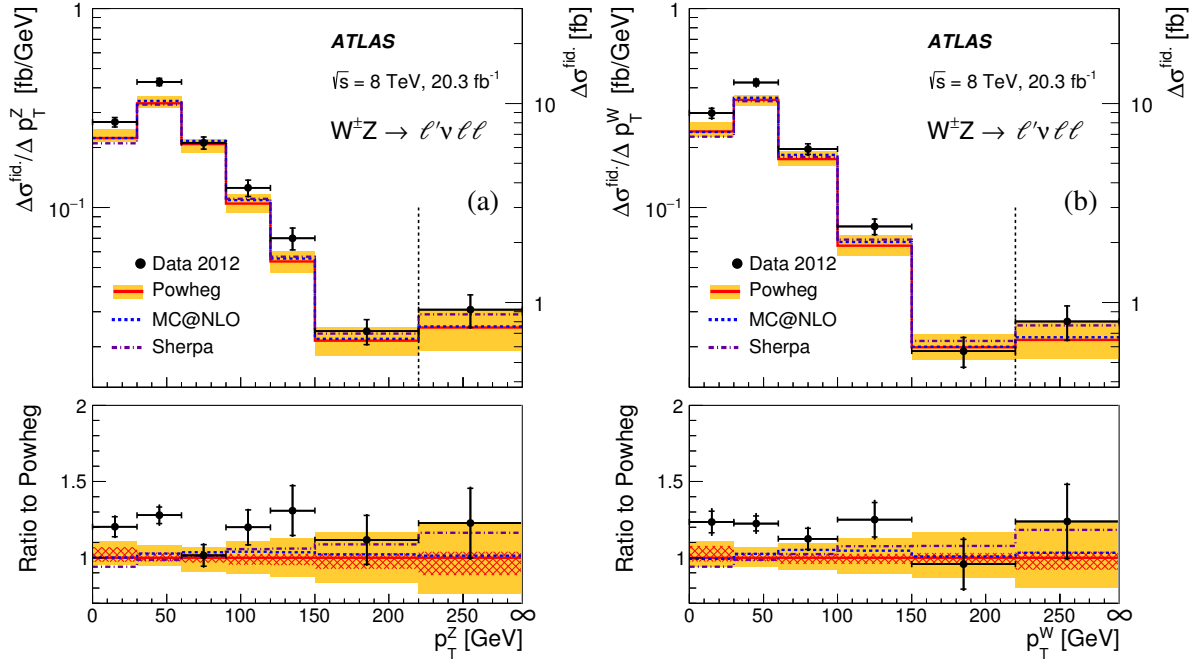 Δσ^fid./Δ p_T^Z [fb/GeV]
1
10⁻¹
ATLAS
√s = 8 TeV, 20.3 fb⁻¹
W^±Z → ℓ′ν ℓℓ
(a)
Data 2012
Powheg
MC@NLO
Sherpa
Δσ^fid. [fb]
10
1
Ratio to Powheg
2
1.5
1
0 50 100 150 200 250 ∞
p_T^Z [GeV]
Δσ^fid./Δ p_T^W [fb/GeV]
1
10⁻¹
ATLAS
√s = 8 TeV, 20.3 fb⁻¹
W^±Z → ℓ′ν ℓℓ
(b)
Data 2012
Powheg
MC@NLO
Sherpa
Δσ^fid. [fb]
10
1
Ratio to Powheg
2
1.5
1
0 50 100 150 200 250 ∞
p_T^W [GeV]